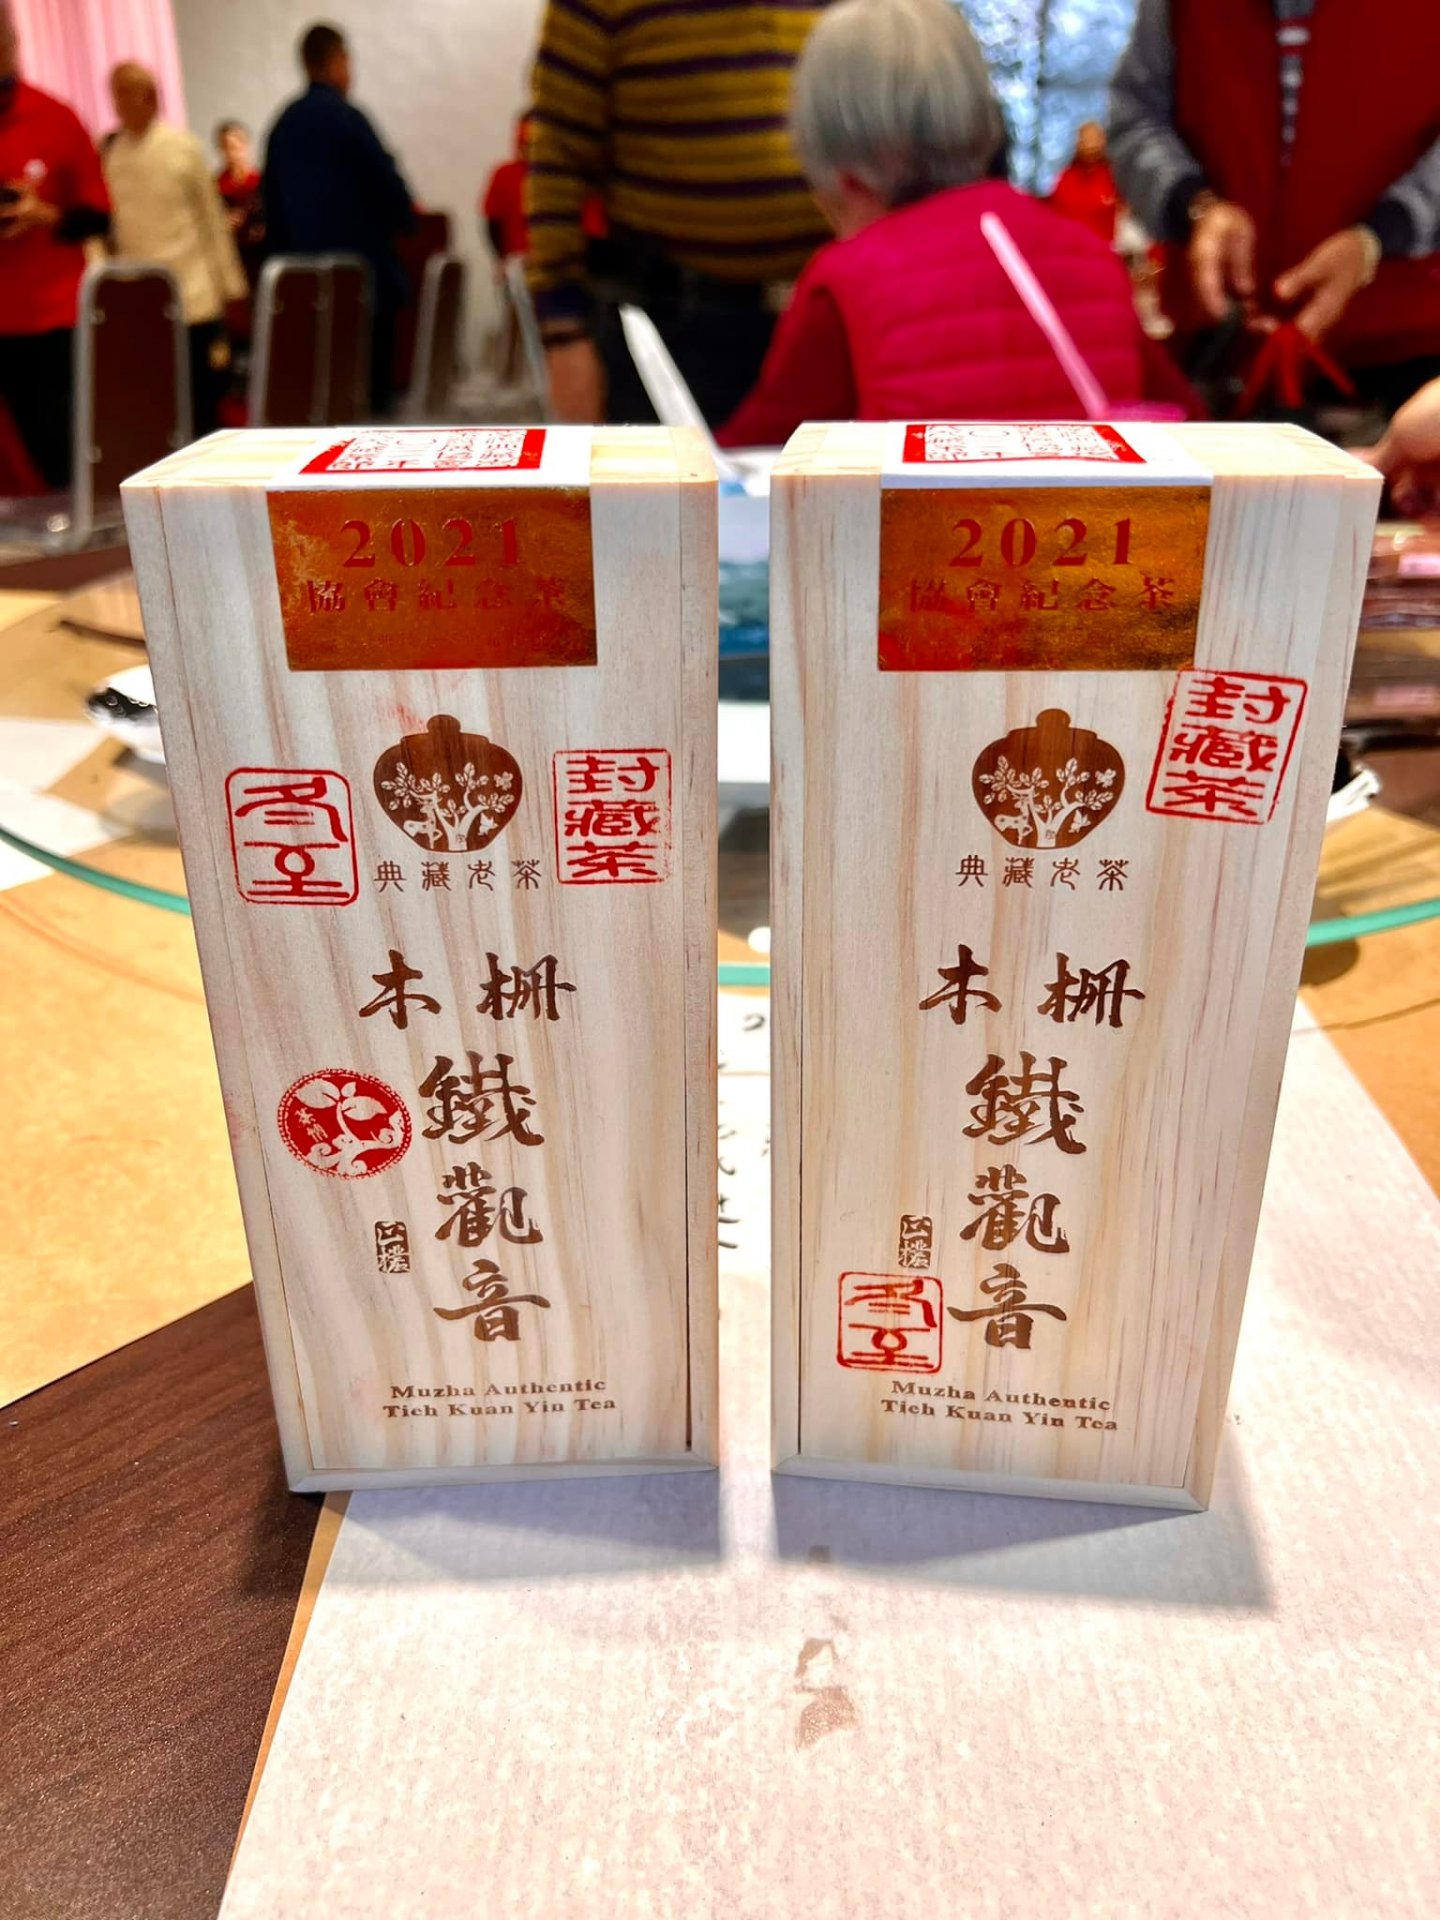 2021
協會紀念茶
冬至
典藏老茶
封藏茶
木柵
鐵觀音
Muzha Authentic
Tieh Kuan Yin Tea
2021
協會紀念茶
封藏茶
典藏老茶
木柵
鐵觀音
冬至
Muzha Authentic
Tieh Kuan Yin Tea